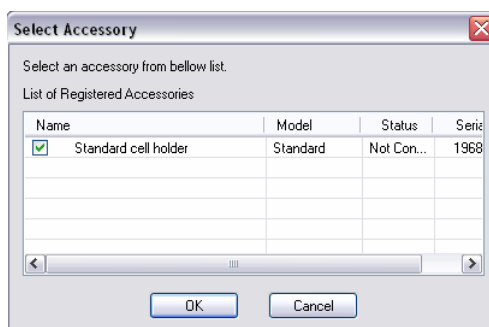 Select Accessory
Select an accessory from bellow list.
List of Registered Accessories
Name Model Status Seria
Standard cell holder Standard Not Con... 1968
OK Cancel